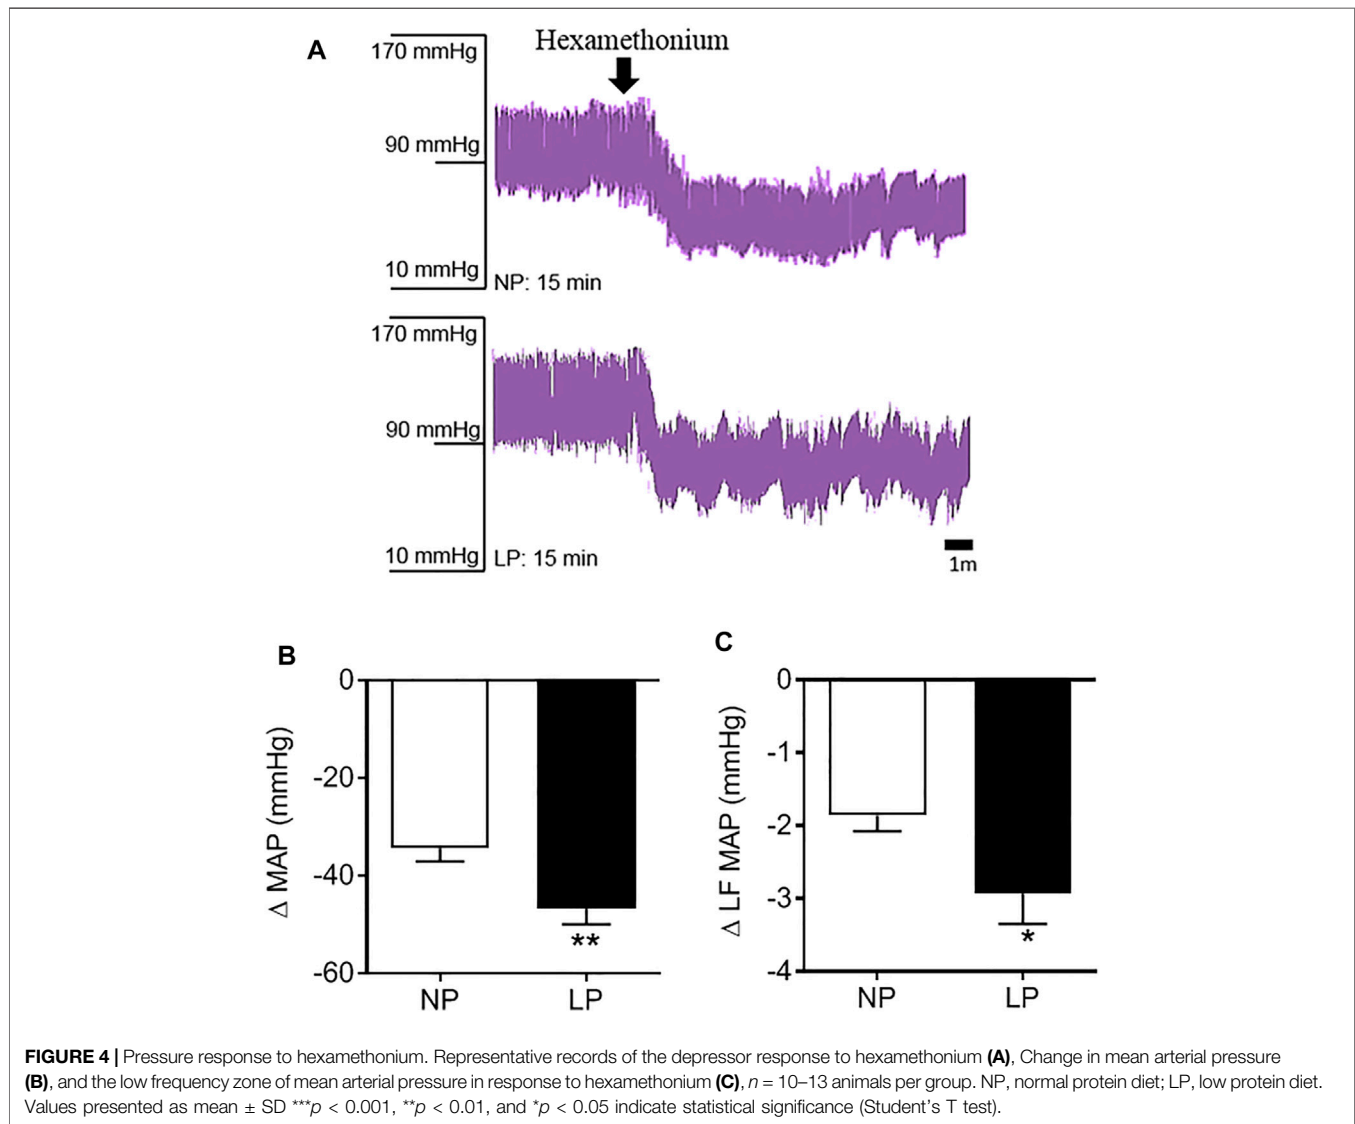 A
Hexamethonium
170 mmHg
90 mmHg
10 mmHg
NP: 15 min
170 mmHg
90 mmHg
10 mmHg
LP: 15 min
1m
B
0
-20
-40
-60
Δ MAP (mmHg)
**
NP
LP
C
0
-1
-2
-3
-4
Δ LF MAP (mmHg)
*
NP
LP
FIGURE 4 | Pressure response to hexamethonium. Representative records of the depressor response to hexamethonium (A), Change in mean arterial pressure
(B), and the low frequency zone of mean arterial pressure in response to hexamethonium (C), n = 10–13 animals per group. NP, normal protein diet; LP, low protein diet.
Values presented as mean ± SD ***p < 0.001, **p < 0.01, and *p < 0.05 indicate statistical significance (Student’s T test).